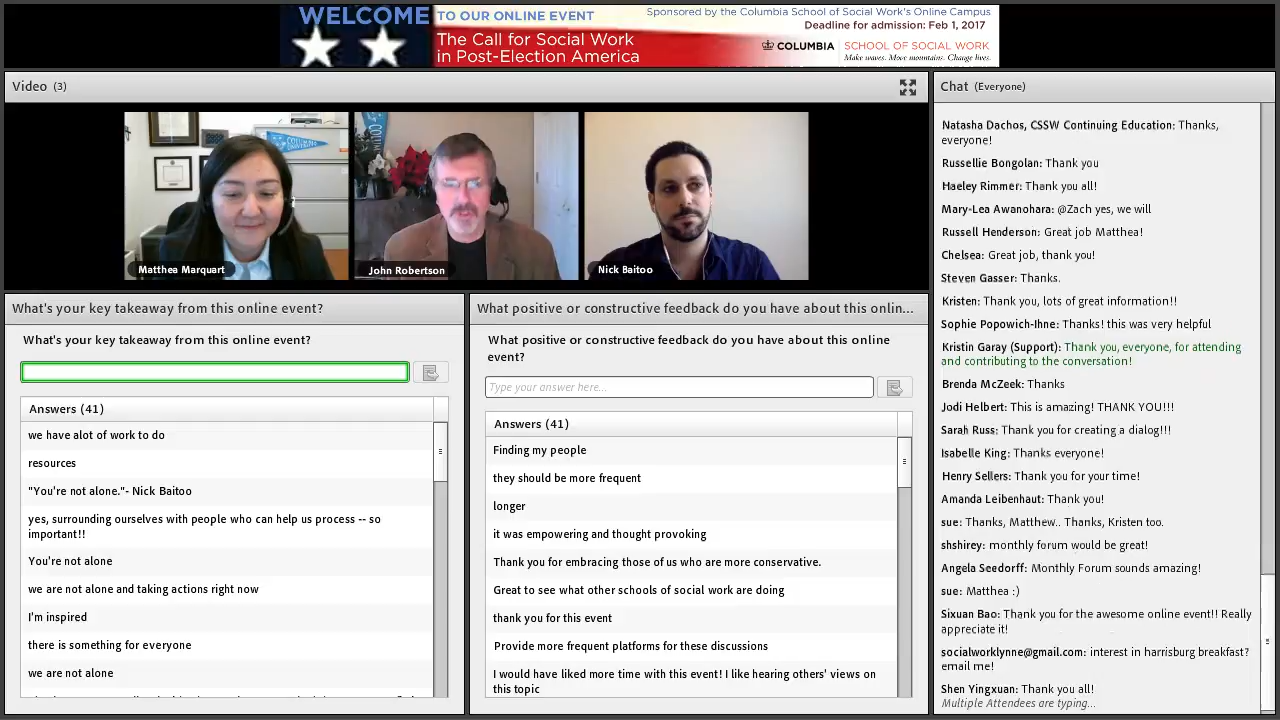 WELCOME TO OUR ONLINE EVENT
The Call for Social Work
in Post-Election America
Sponsored by the Columbia School of Social Work's Online Campus
Deadline for admission: Feb 1, 2017
COLUMBIA SCHOOL OF SOCIAL WORK
Make waves. Move mountains. Change lives.
Video (3)
Matthea Marquart
John Robertson
Nick Baitoo
What's your key takeaway from this online event?
What's your key takeaway from this online event?
Answers (41)
we have alot of work to do
resources
"You're not alone."- Nick Baitoo
yes, surrounding ourselves with people who can help us process -- so
important!!
You're not alone
we are not alone and taking actions right now
I'm inspired
there is something for everyone
we are not alone
What positive or constructive feedback do you have about this onlin...
What positive or constructive feedback do you have about this online
event?
Type your answer here...
Answers (41)
Finding my people
they should be more frequent
longer
it was empowering and thought provoking
Thank you for embracing those of us who are more conservative.
Great to see what other schools of social work are doing
thank you for this event
Provide more frequent platforms for these discussions
I would have liked more time with this event! I like hearing others' views on
this topic
Chat (Everyone)
Natasha Dachos, CSSW Continuing Education: Thanks,
everyone!
Russellie Bongolan: Thank you
Haeley Rimmer: Thank you all!
Mary-Lea Awanohara: @Zach yes, we will
Russell Henderson: Great job Matthea!
Chelsea: Great job, thank you!
Steven Gasser: Thanks.
Kristen: Thank you, lots of great information!!
Sophie Popowich-Ihne: Thanks! this was very helpful
Kristin Garay (Support): Thank you, everyone, for attending
and contributing to the conversation!
Brenda McZeek: Thanks
Jodi Helbert: This is amazing! THANK YOU!!!
Sarah Russ: Thank you for creating a dialog!!!
Isabelle King: Thanks everyone!
Henry Sellers: Thank you for your time!
Amanda Leibenhaut: Thank you!
sue: Thanks, Matthew.. Thanks, Kristen too.
shshirey: monthly forum would be great!
Angela Seedorff: Monthly Forum sounds amazing!
sue: Matthea :)
Sixuan Bao: Thank you for the awesome online event!! Really
appreciate it!
socialworklynne@gmail.com: interest in harrisburg breakfast?
email me!
Shen Yingxuan: Thank you all!
Multiple Attendees are typing...